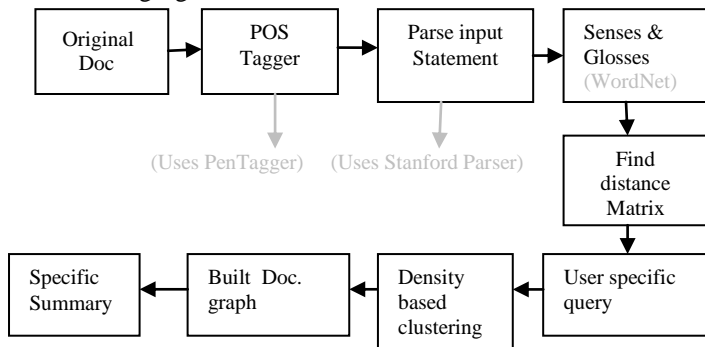 Original
Doc
POS
Tagger
Parse input
Statement
Senses &
Glosses
(WordNet)
(Uses PenTagger)
(Uses Stanford Parser)
Find
distance
Matrix
Specific
Summary
Built Doc.
graph
Density
based
clustering
User specific
query